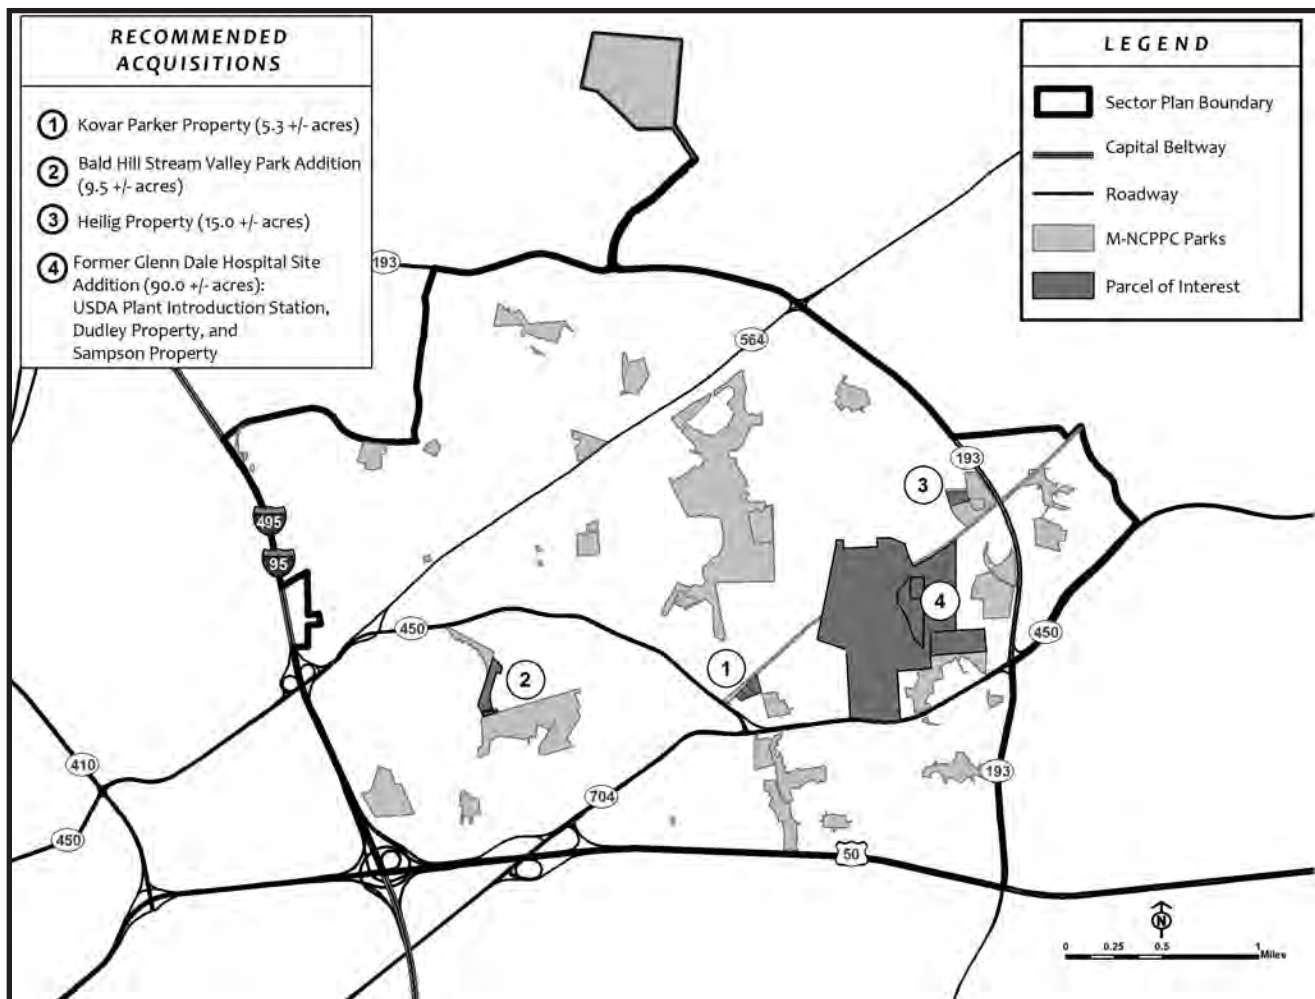 RECOMMENDED
ACQUISITIONS
1 Kovar Parker Property (5.3 +/- acres)
2 Bald Hill Stream Valley Park Addition
(9.5 +/- acres)
3 Heilig Property (15.0 +/- acres)
4 Former Glenn Dale Hospital Site
Addition (90.0 +/- acres):
USDA Plant Introduction Station,
Dudley Property, and
Sampson Property
LEGEND
Sector Plan Boundary
Capital Beltway
Roadway
M-NCPPC Parks
Parcel of Interest
193
564
193
3
495
95
4
450
450
1
2
410
193
704
450
50
N
0 0.25 0.5 1
Miles